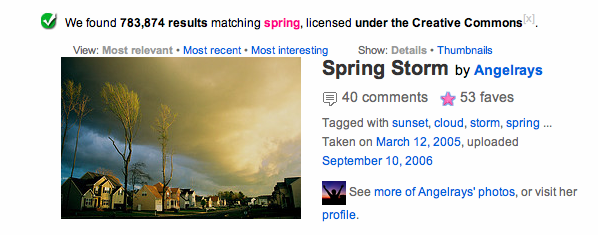 We found 783,874 results matching spring, licensed under the Creative Commons[x].
View: Most relevant • Most recent • Most interesting Show: Details • Thumbnails
Spring Storm by Angelrays
40 comments 53 faves
Tagged with sunset, cloud, storm, spring ...
Taken on March 12, 2005, uploaded
September 10, 2006
See more of Angelrays' photos, or visit her
profile.